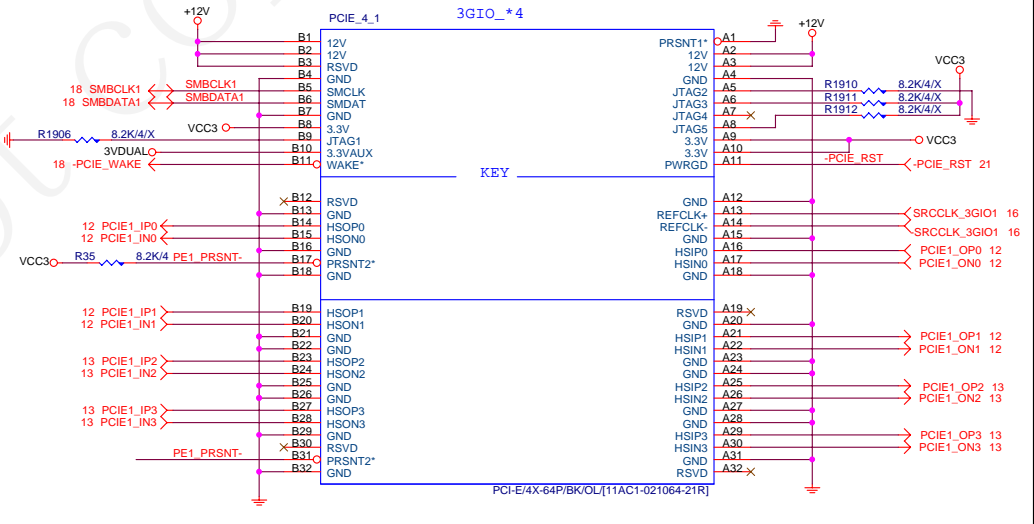 +12V
PCIE_4_1
3GIO_*4
+12V
B1 12V PRSNT1* A1
B2 12V 12V A2
B3 RSVD 12V A3
B4 GND GND A4
18 SMBCLK1 SMBCLK1 B5 SMCLK JTAG2 A5 R1910 8.2K/4/X
18 SMBDATA1 SMBDATA1 B6 SMDAT JTAG3 A6 R1911 8.2K/4/X
B7 GND JTAG4 A7 R1912 8.2K/4/X
VCC3
VCC3 B8 3.3V JTAG5 A8
R1906 8.2K/4/X B9 JTAG1 3.3V A9 VCC3
3VDUAL B10 3.3VAUX 3.3V A10
18 -PCIE_WAKE B11 WAKE* PWRGD A11 -PCIE_RST -PCIE_RST 21
KEY
B12 RSVD GND A12
B13 GND REFCLK+ A13 SRCCLK_3GIO1 16
12 PCIE1_IP0 B14 HSOP0 REFCLK- A14 -SRCCLK_3GIO1 16
12 PCIE1_IN0 B15 HSON0 GND A15
B16 GND HSIP0 A16 PCIE1_OP0 12
VCC3 R35 8.2K/4 PE1_PRSNT- B17 PRSNT2* HSIN0 A17 PCIE1_ON0 12
B18 GND GND A18
12 PCIE1_IP1 B19 HSOP1 RSVD A19
12 PCIE1_IN1 B20 HSON1 GND A20
B21 GND HSIP1 A21 PCIE1_OP1 12
B22 GND HSIN1 A22 PCIE1_ON1 12
13 PCIE1_IP2 B23 HSOP2 GND A23
13 PCIE1_IN2 B24 HSON2 GND A24
B25 GND HSIP2 A25 PCIE1_OP2 13
B26 GND HSIN2 A26 PCIE1_ON2 13
13 PCIE1_IP3 B27 HSOP3 GND A27
13 PCIE1_IN3 B28 HSON3 GND A28
B29 GND HSIP3 A29 PCIE1_OP3 13
B30 RSVD HSIN3 A30 PCIE1_ON3 13
PE1_PRSNT- B31 PRSNT2* GND A31
B32 GND RSVD A32
PCI-E/4X-64P/BK/OL/[11AC1-021064-21R]